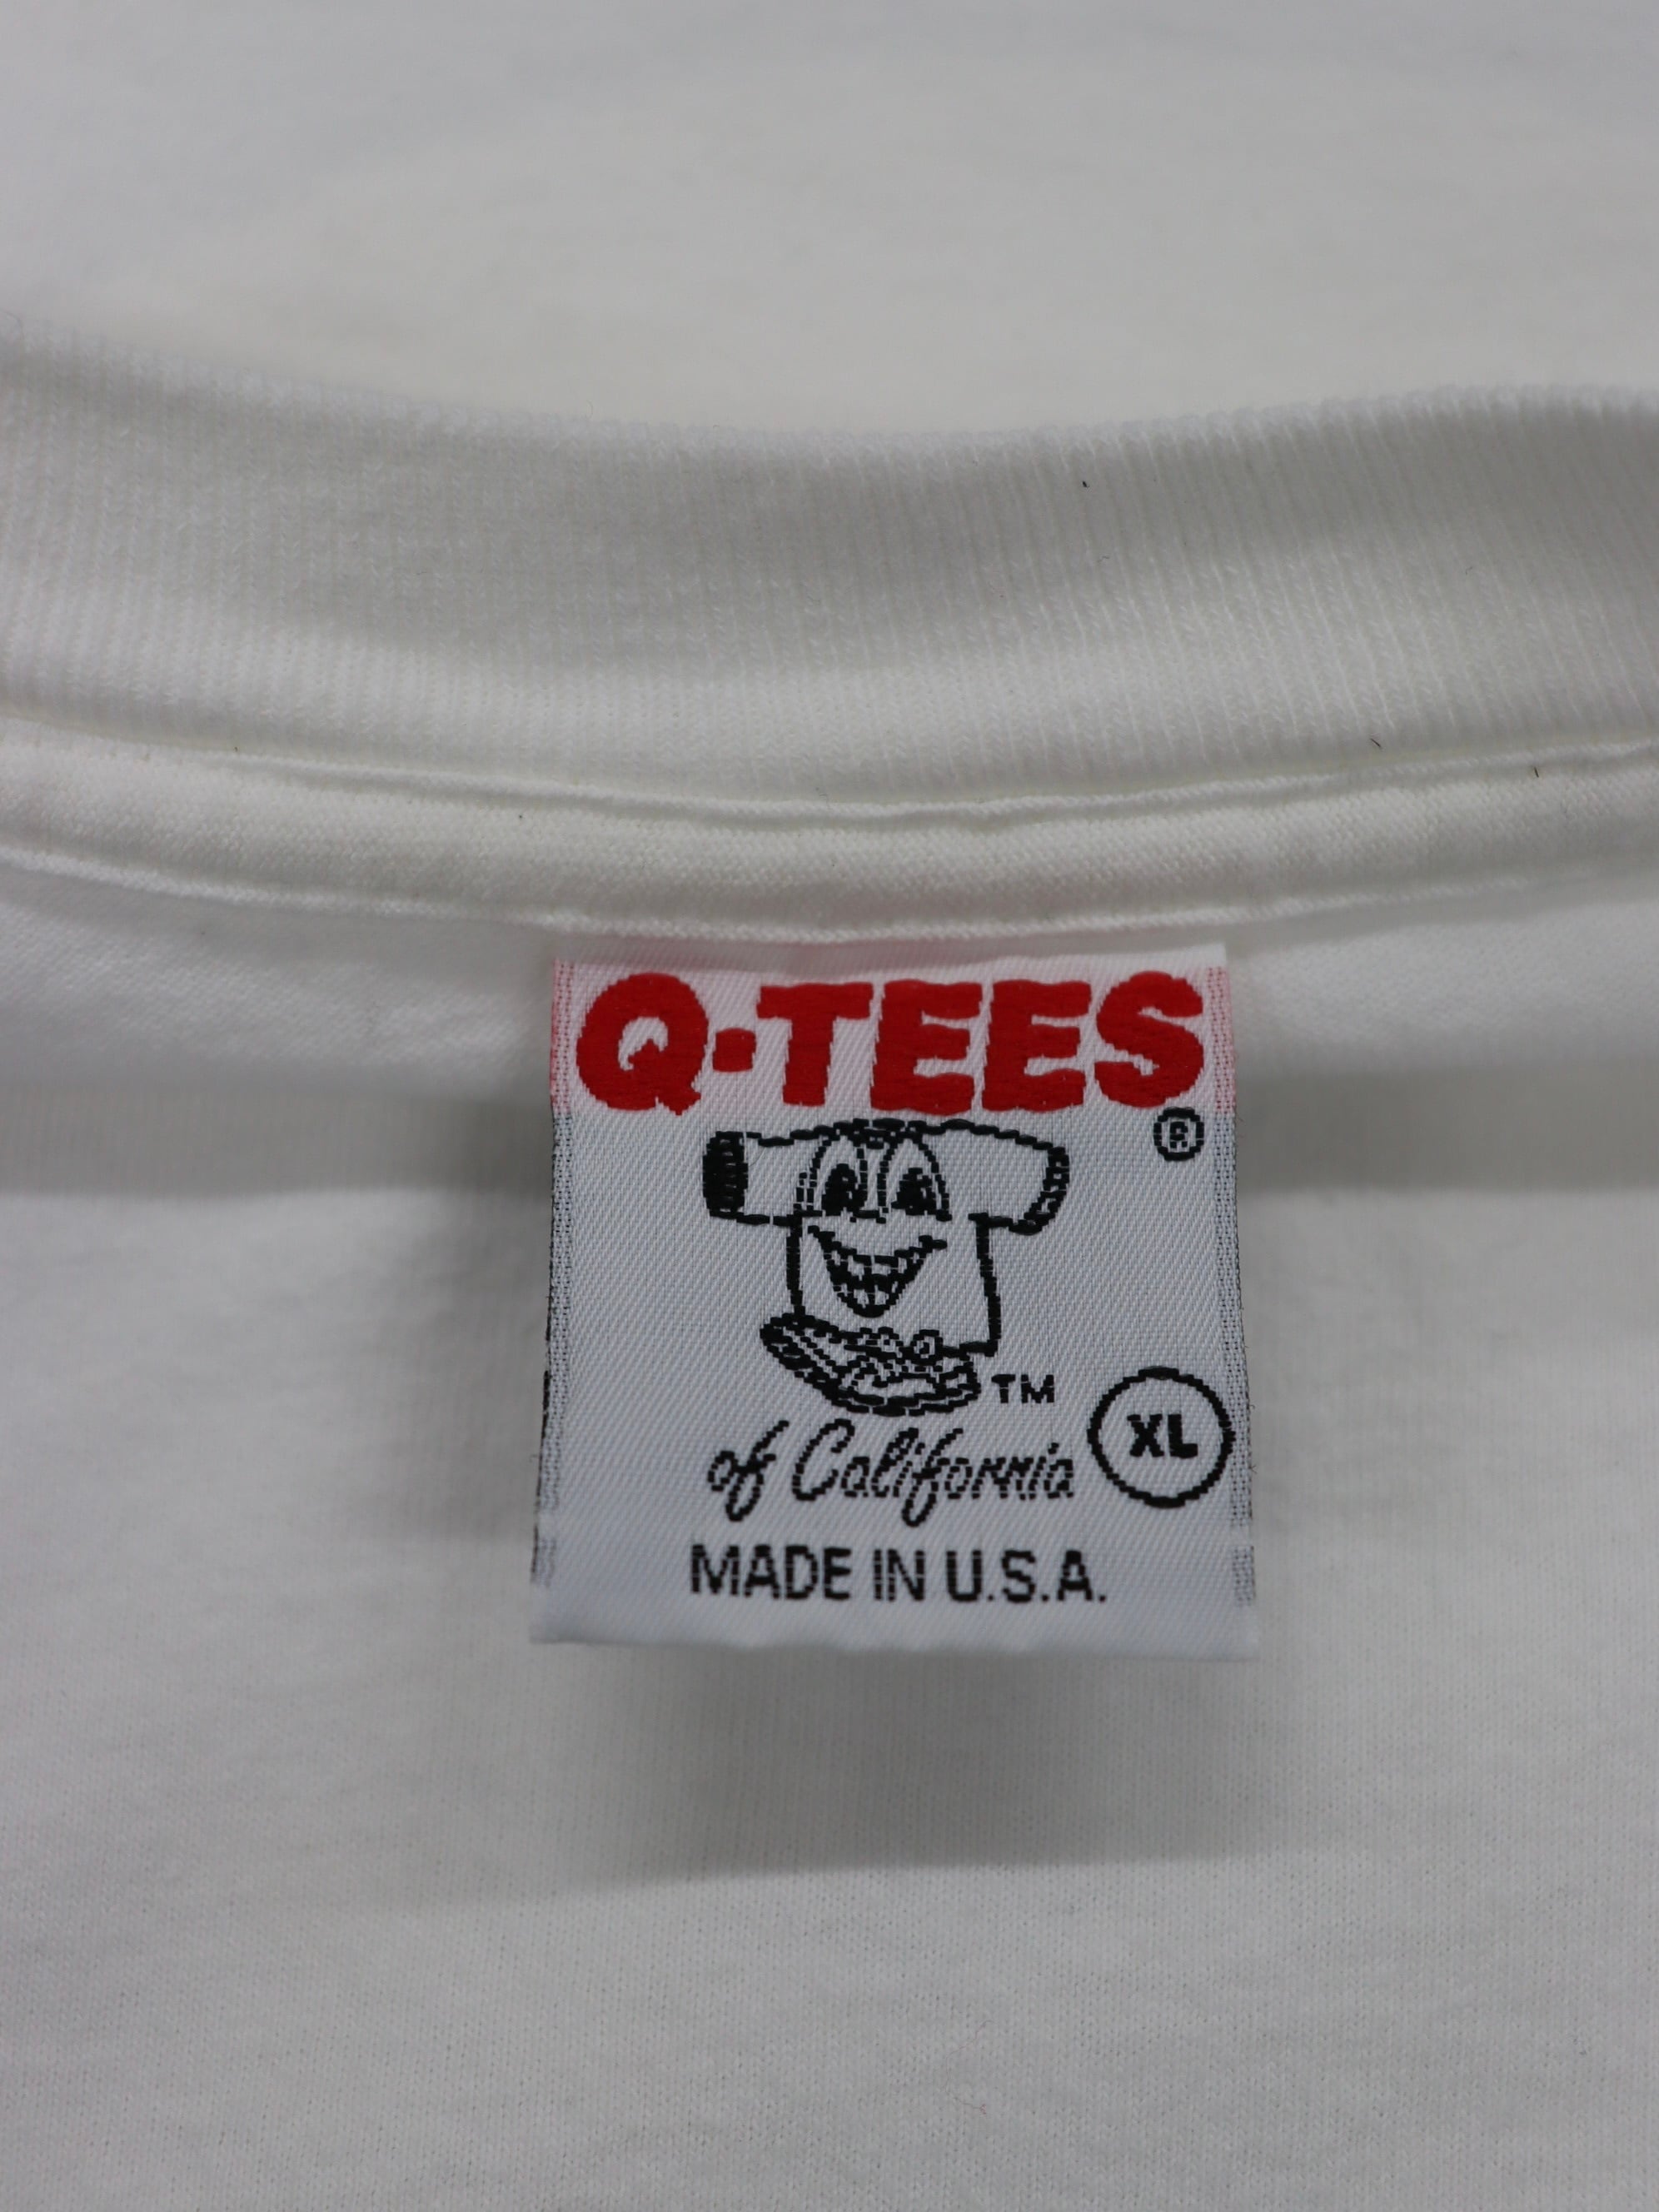 Q-TEES
®
TM
of California
XL
MADE IN U.S.A.